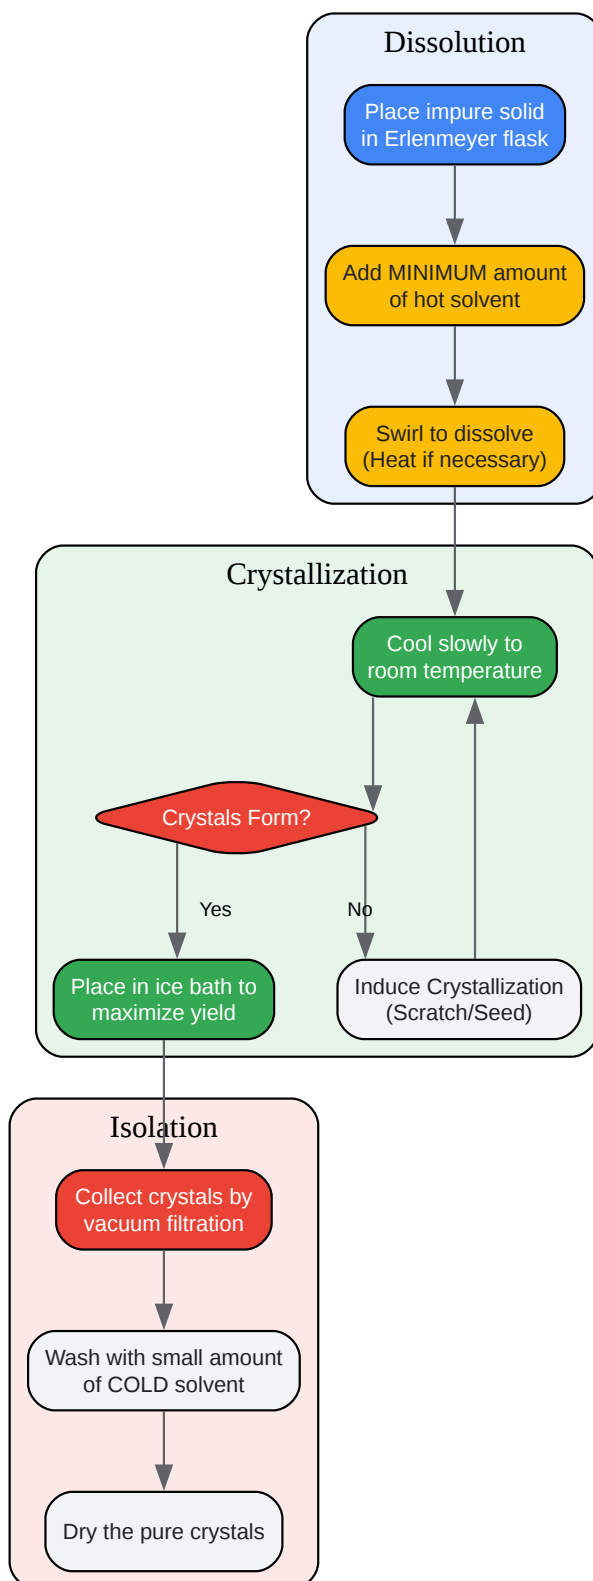 Dissolution
Place impure solid
in Erlenmeyer flask
Add MINIMUM amount
of hot solvent
Swirl to dissolve
(Heat if necessary)
Crystallization
Cool slowly to
room temperature
Crystals Form?
Yes
No
Place in ice bath to
maximize yield
Induce Crystallization
(Scratch/Seed)
Isolation
Collect crystals by
vacuum filtration
Wash with small amount
of COLD solvent
Dry the pure crystals